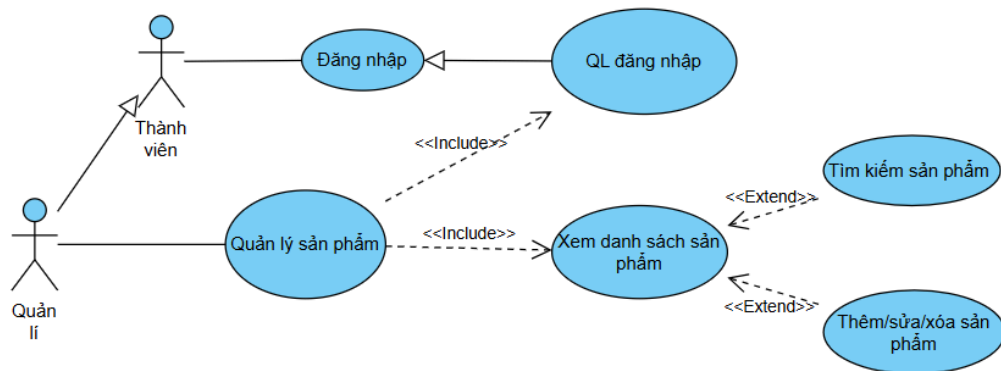 Đăng nhập
QL đăng nhập
Thành
viên
<<Include>>
Tìm kiếm sản phẩm
<<Extend>>
Quản lý sản phẩm
<<Include>>
Xem danh sách sản
phẩm
Quản
lí
<<Extend>>
Thêm/sửa/xóa sản
phẩm